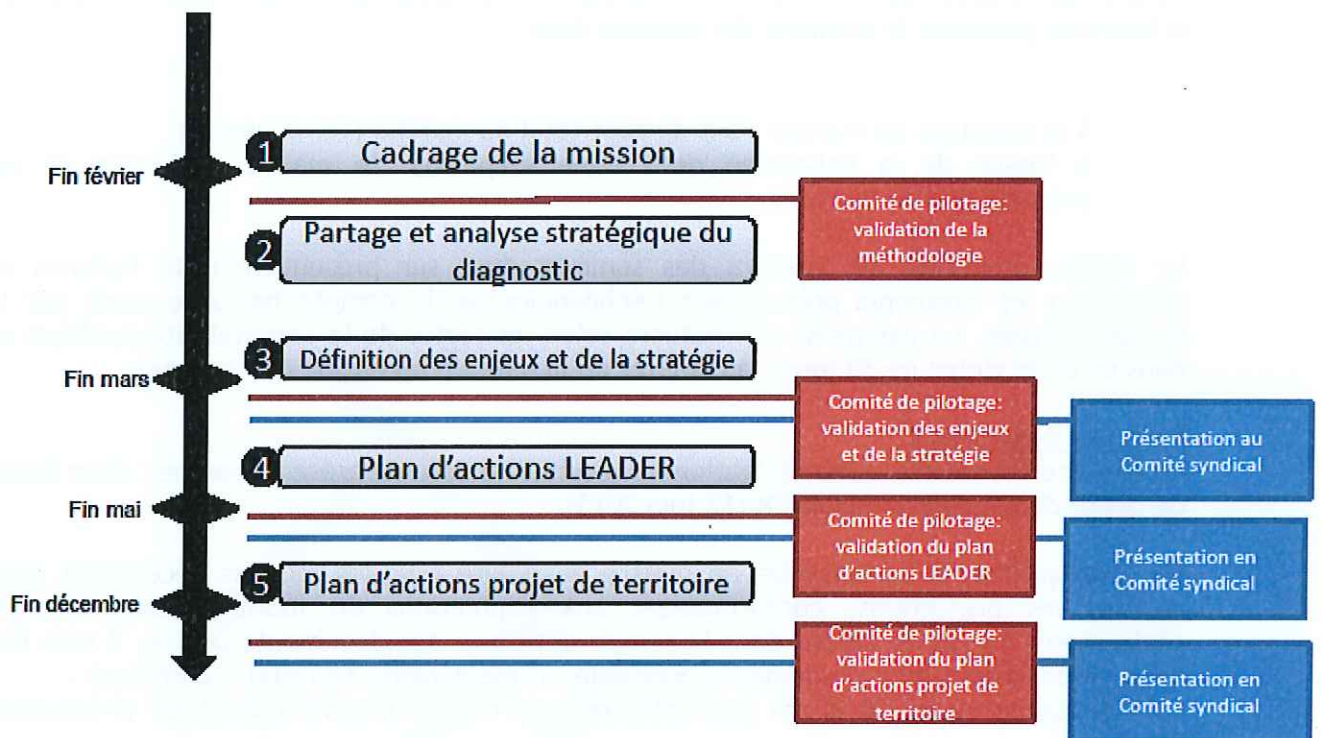 1 Cadrage de la mission
Fin février
Comité de pilotage:
validation de la
méthodologie
2 Partage et analyse stratégique du
diagnostic
3 Définition des enjeux et de la stratégie
Fin mars
Comité de pilotage:
validation des enjeux
et de la stratégie
Présentation au
Comité syndical
4 Plan d'actions LEADER
Fin mai
Comité de pilotage:
validation du plan
d'actions LEADER
Présentation en
Comité syndical
5 Plan d'actions projet de territoire
Fin décembre
Comité de pilotage:
validation du plan
d'actions projet de
territoire
Présentation en
Comité syndical